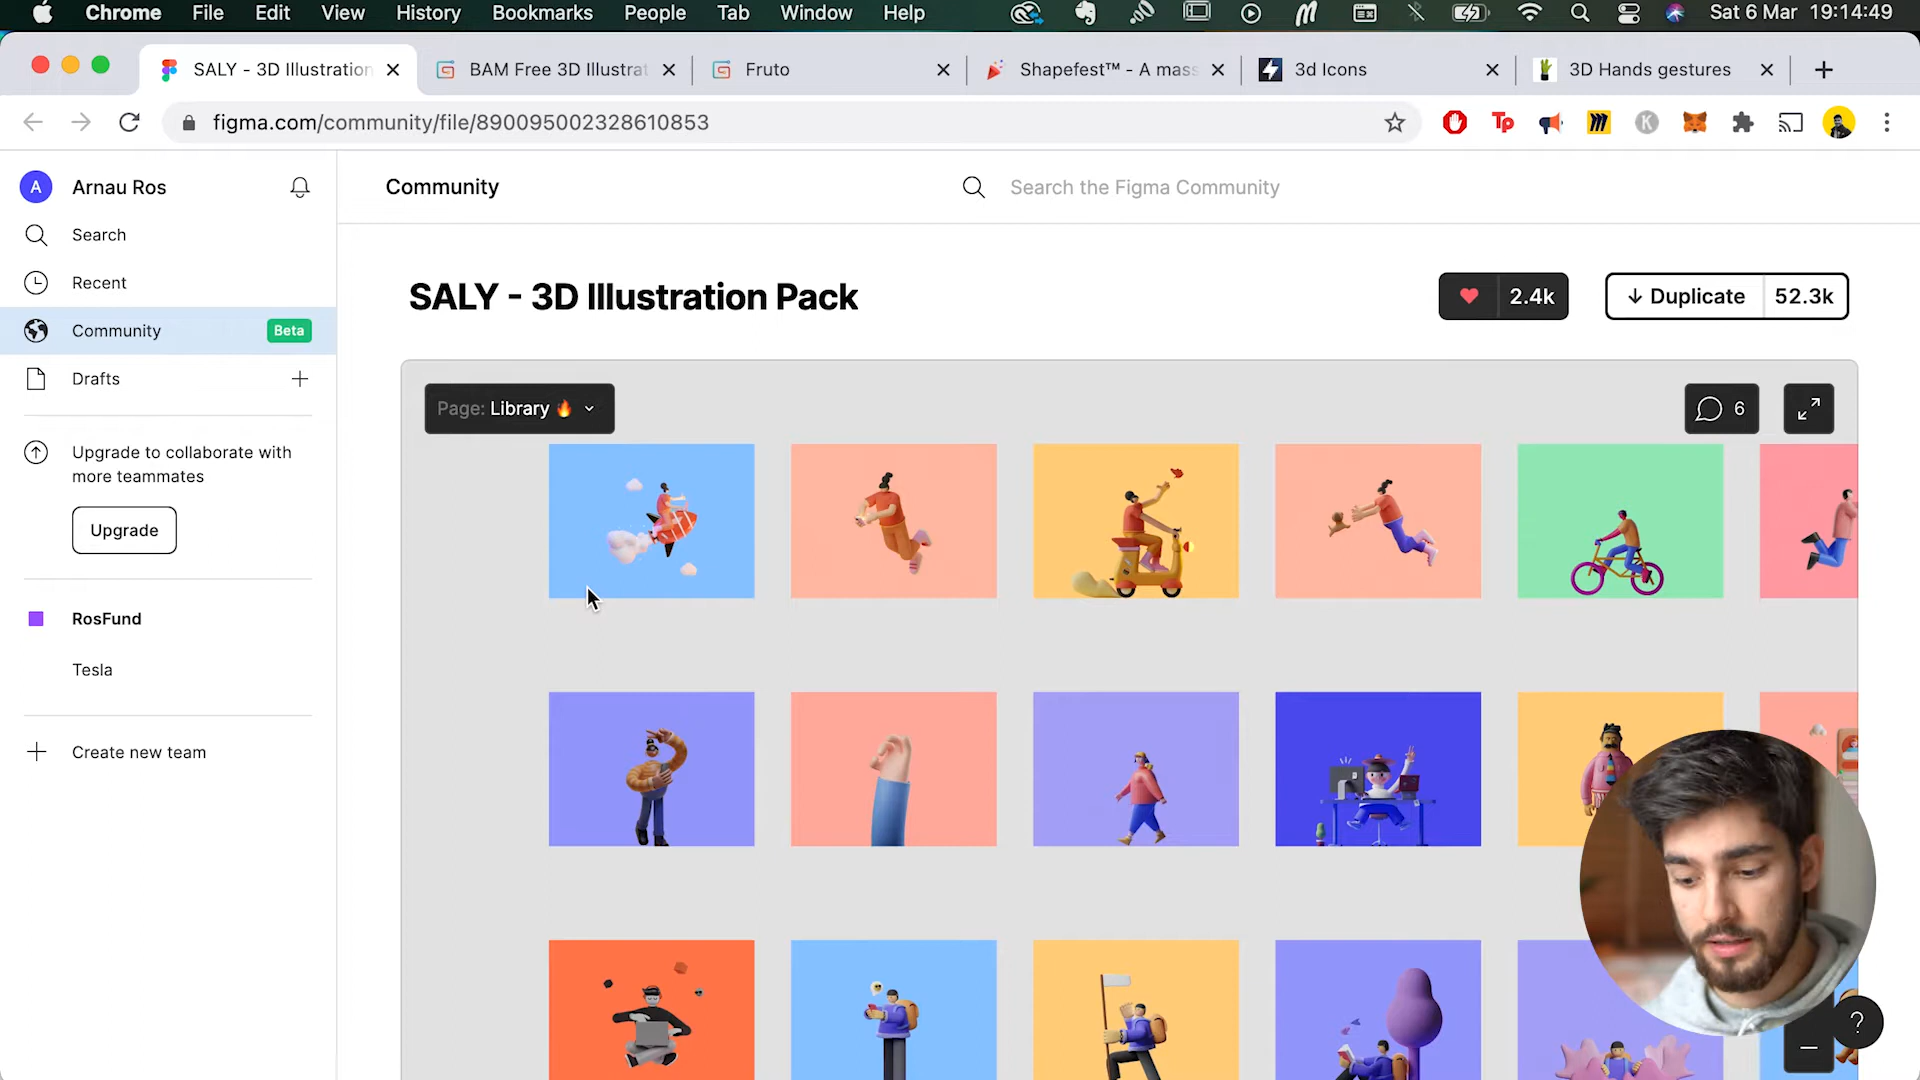 Chrome File Edit View History Bookmarks People Tab Window Help Sat 6 Mar 19:14:49
SALY - 3D Illustration BAM Free 3D Illustrat Fruto Shapefest™ - A mass 3d Icons 3D Hands gestures
figma.com/community/file/890095002328610853
Tp K
A Arnau Ros
Community
Search the Figma Community
Search
Recent
Community Beta
Drafts
Upgrade to collaborate with
more teammates
Upgrade
RosFund
Tesla
Create new team
SALY - 3D Illustration Pack
2.4k
Duplicate 52.3k
Page: Library
6
?